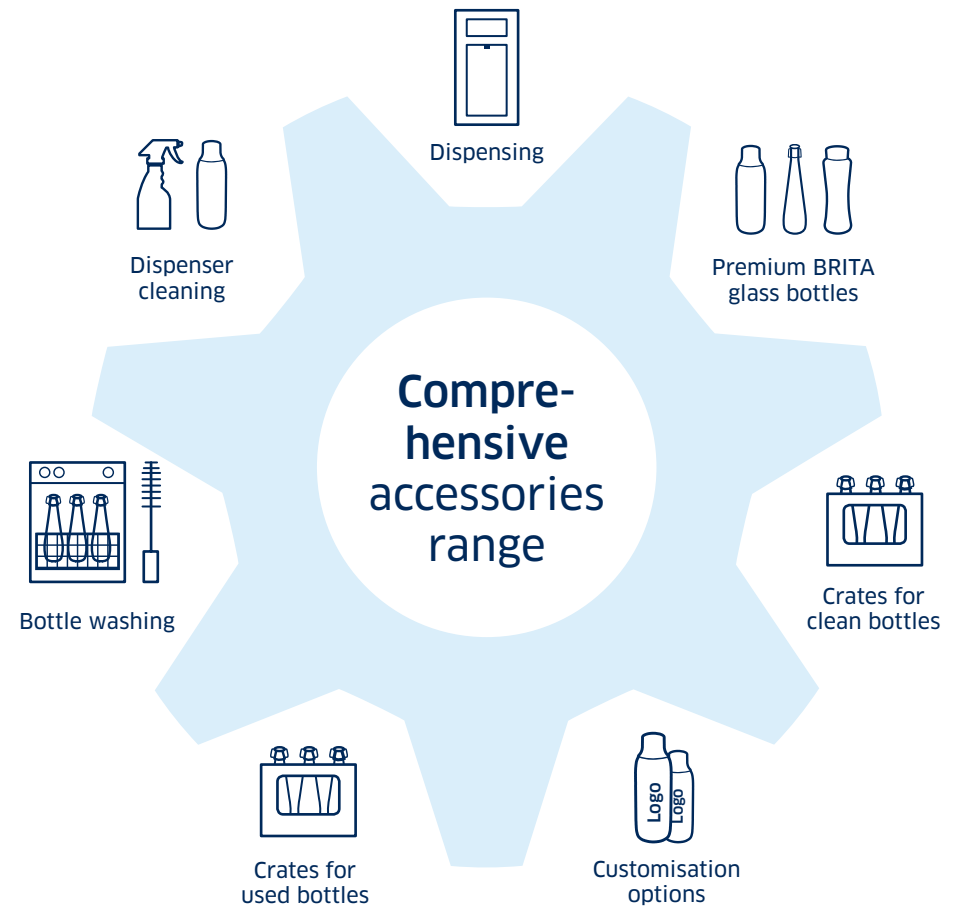 Dispensing
Dispenser
cleaning
Premium BRITA
glass bottles
Compre-
hensive
accessories
range
Bottle washing
Crates for
clean bottles
Logo
Logo
Crates for
used bottles
Customisation
options